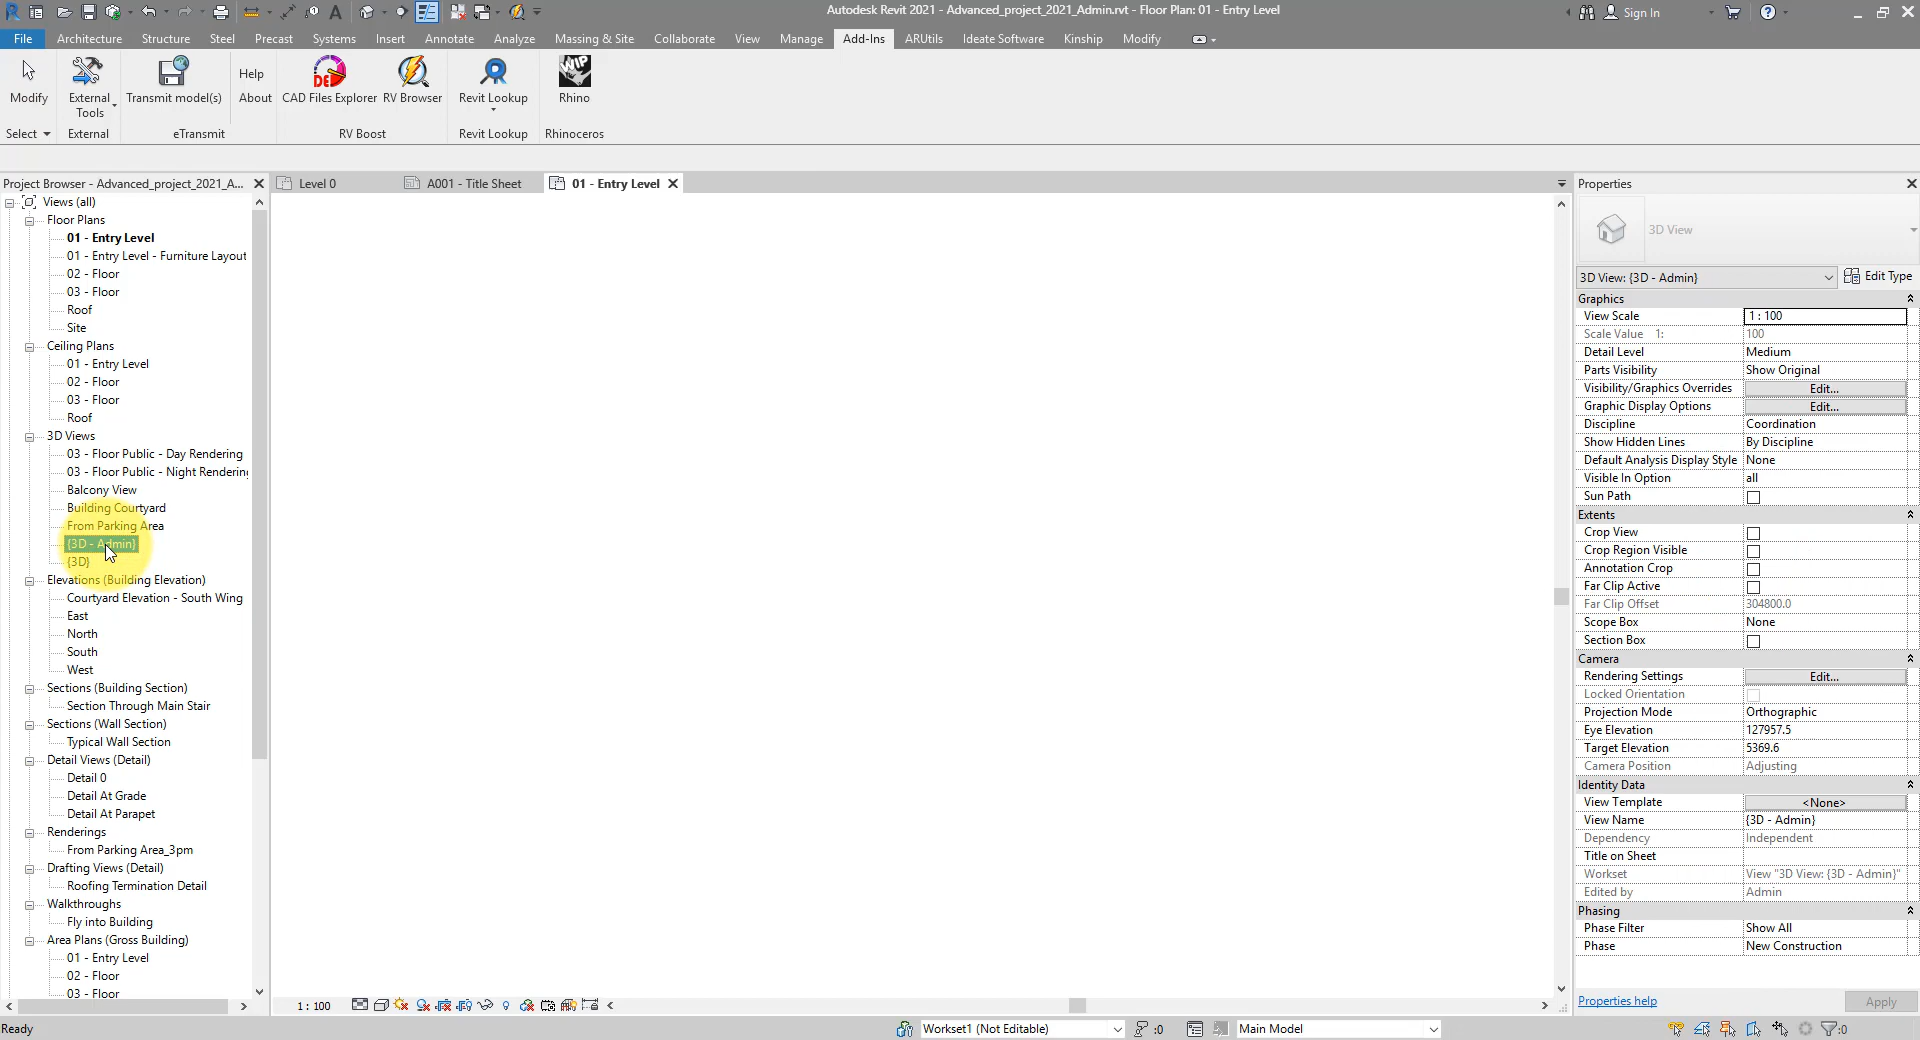 Autodesk Revit 2021 - Advanced_project_2021_Admin.rvt - Floor Plan: 01 - Entry Level
Sign In
File Architecture Structure Steel Precast Systems Insert Annotate Analyze Massing & Site Collaborate View Manage Add-Ins ARUtils Ideate Software Kinship Modify
Modify
External
Tools
Transmit model(s)
Help
About
CAD Files Explorer
RV Browser
Revit Lookup
WIP
Rhino
Select
External
eTransmit
RV Boost
Revit Lookup
Rhinoceros
Project Browser - Advanced_project_2021_A...
Level 0
A001 - Title Sheet
01 - Entry Level
Properties
Views (all)
Floor Plans
01 - Entry Level
01 - Entry Level - Furniture Layout
02 - Floor
03 - Floor
Roof
Site
Ceiling Plans
01 - Entry Level
02 - Floor
03 - Floor
Roof
3D Views
03 - Floor Public - Day Rendering
03 - Floor Public - Night Renderin
Balcony View
Building Courtyard
From Parking Area
{3D - Admin}
{3D}
Elevations (Building Elevation)
Courtyard Elevation - South Wing
East
North
South
West
Sections (Building Section)
Section Through Main Stair
Sections (Wall Section)
Typical Wall Section
Detail Views (Detail)
Detail 0
Detail At Grade
Detail At Parapet
Renderings
From Parking Area_3pm
Drafting Views (Detail)
Roofing Termination Detail
Walkthroughs
Fly into Building
Area Plans (Gross Building)
01 - Entry Level
02 - Floor
03 - Floor
3D View
3D View: {3D - Admin} Edit Type
Graphics
View Scale 1 : 100
Scale Value 1: 100
Detail Level Medium
Parts Visibility Show Original
Visibility/Graphics Overrides Edit...
Graphic Display Options Edit...
Discipline Coordination
Show Hidden Lines By Discipline
Default Analysis Display Style None
Visible In Option all
Sun Path
Extents
Crop View
Crop Region Visible
Annotation Crop
Far Clip Active
Far Clip Offset 304800.0
Scope Box None
Section Box
Camera
Rendering Settings Edit...
Locked Orientation
Projection Mode Orthographic
Eye Elevation 127957.5
Target Elevation 5369.6
Camera Position Adjusting
Identity Data
View Template <None>
View Name {3D - Admin}
Dependency Independent
Title on Sheet
Workset View "3D View: {3D - Admin}"
Edited by Admin
Phasing
Phase Filter Show All
Phase New Construction
Properties help Apply
1 : 100
Ready
Workset1 (Not Editable)
:0
Main Model
:0